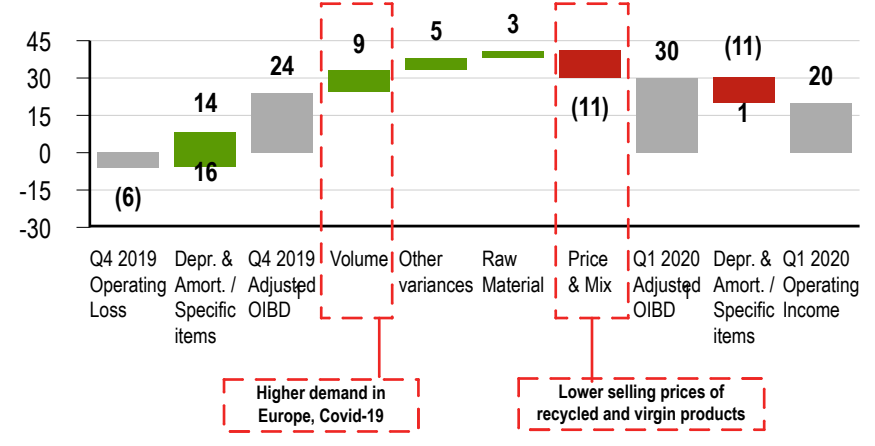 45
30
15
0
-15
-30
(6)
14
16
24
9
5
3
(11)
30
(11)
1
20
Q4 2019
Operating
Loss
Depr. &
Amort. /
Specific
items
Q4 2019
Adjusted
OIBD 1
Volume
Other
variances
Raw
Material
Price
& Mix
Q1 2020
Adjusted
OIBD 1
Depr. &
Amort. /
Specific
items
Q1 2020
Operating
Income
Higher demand in
Europe, Covid-19
Lower selling prices of
recycled and virgin products